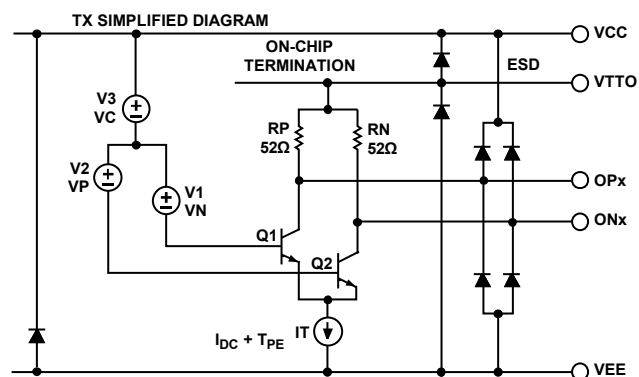 TX SIMPLIFIED DIAGRAM
VCC
ON-CHIP
TERMINATION
ESD
VTTO
V3
VC
RP
52Ω
RN
52Ω
V2
VP
V1
VN
OPx
ONx
Q1
Q2
IDC + TPE
IT
VEE